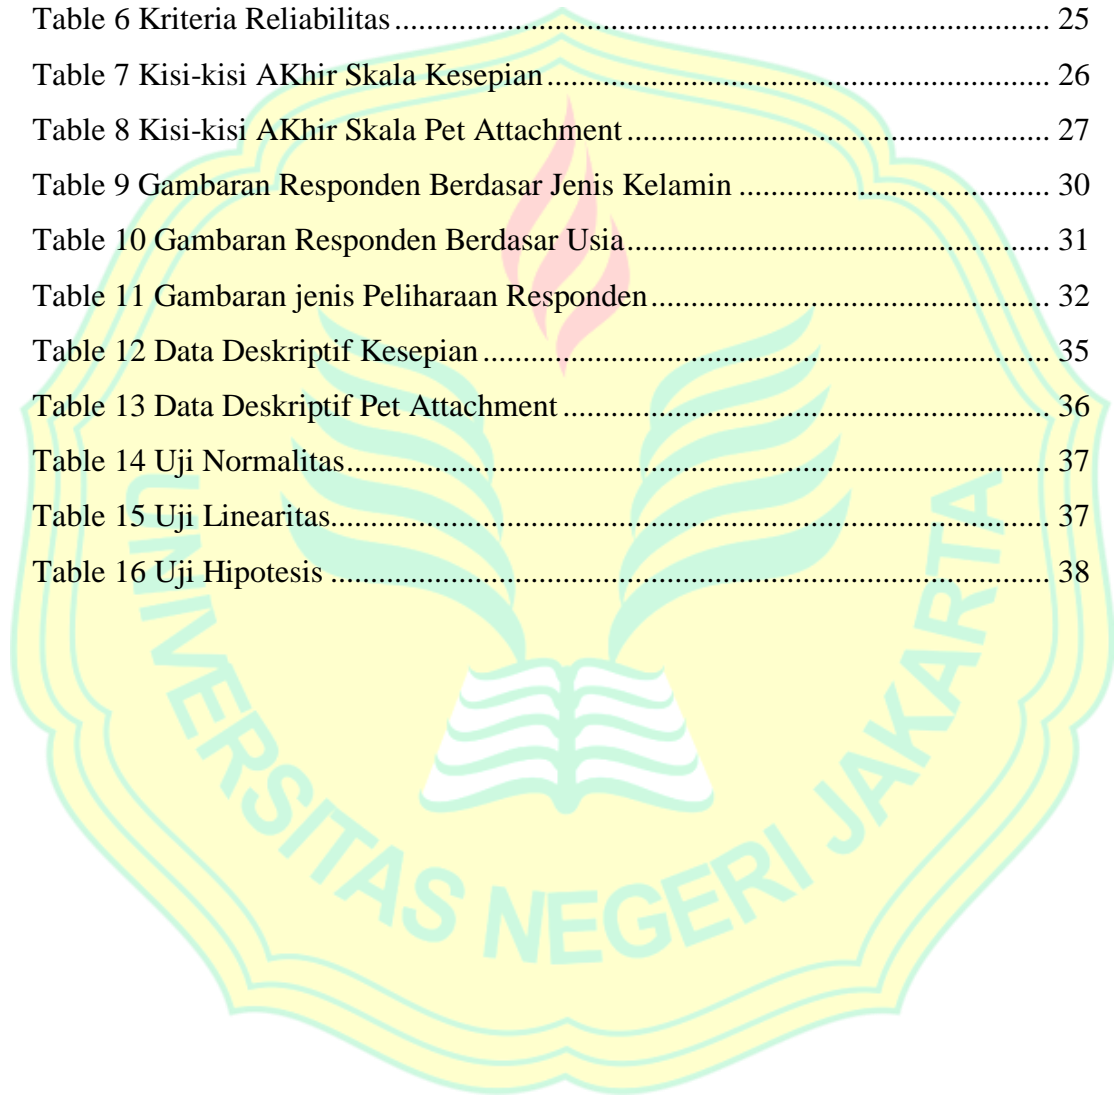 Table 6 Kriteria Reliabilitas ........................................................................................ 25
Table 7 Kisi-kisi AKhir Skala Kesepian .................................................................... 26
Table 8 Kisi-kisi AKhir Skala Pet Attachment .......................................................... 27
Table 9 Gambaran Responden Berdasar Jenis Kelamin ............................................ 30
Table 10 Gambaran Responden Berdasar Usia .......................................................... 31
Table 11 Gambaran jenis Peliharaan Responden ....................................................... 32
Table 12 Data Deskriptif Kesepian ............................................................................ 35
Table 13 Data Deskriptif Pet Attachment .................................................................. 36
Table 14 Uji Normalitas ............................................................................................. 37
Table 15 Uji Linearitas ............................................................................................... 37
Table 16 Uji Hipotesis ............................................................................................... 38
UNIVERSITAS NEGERI JAKARTA